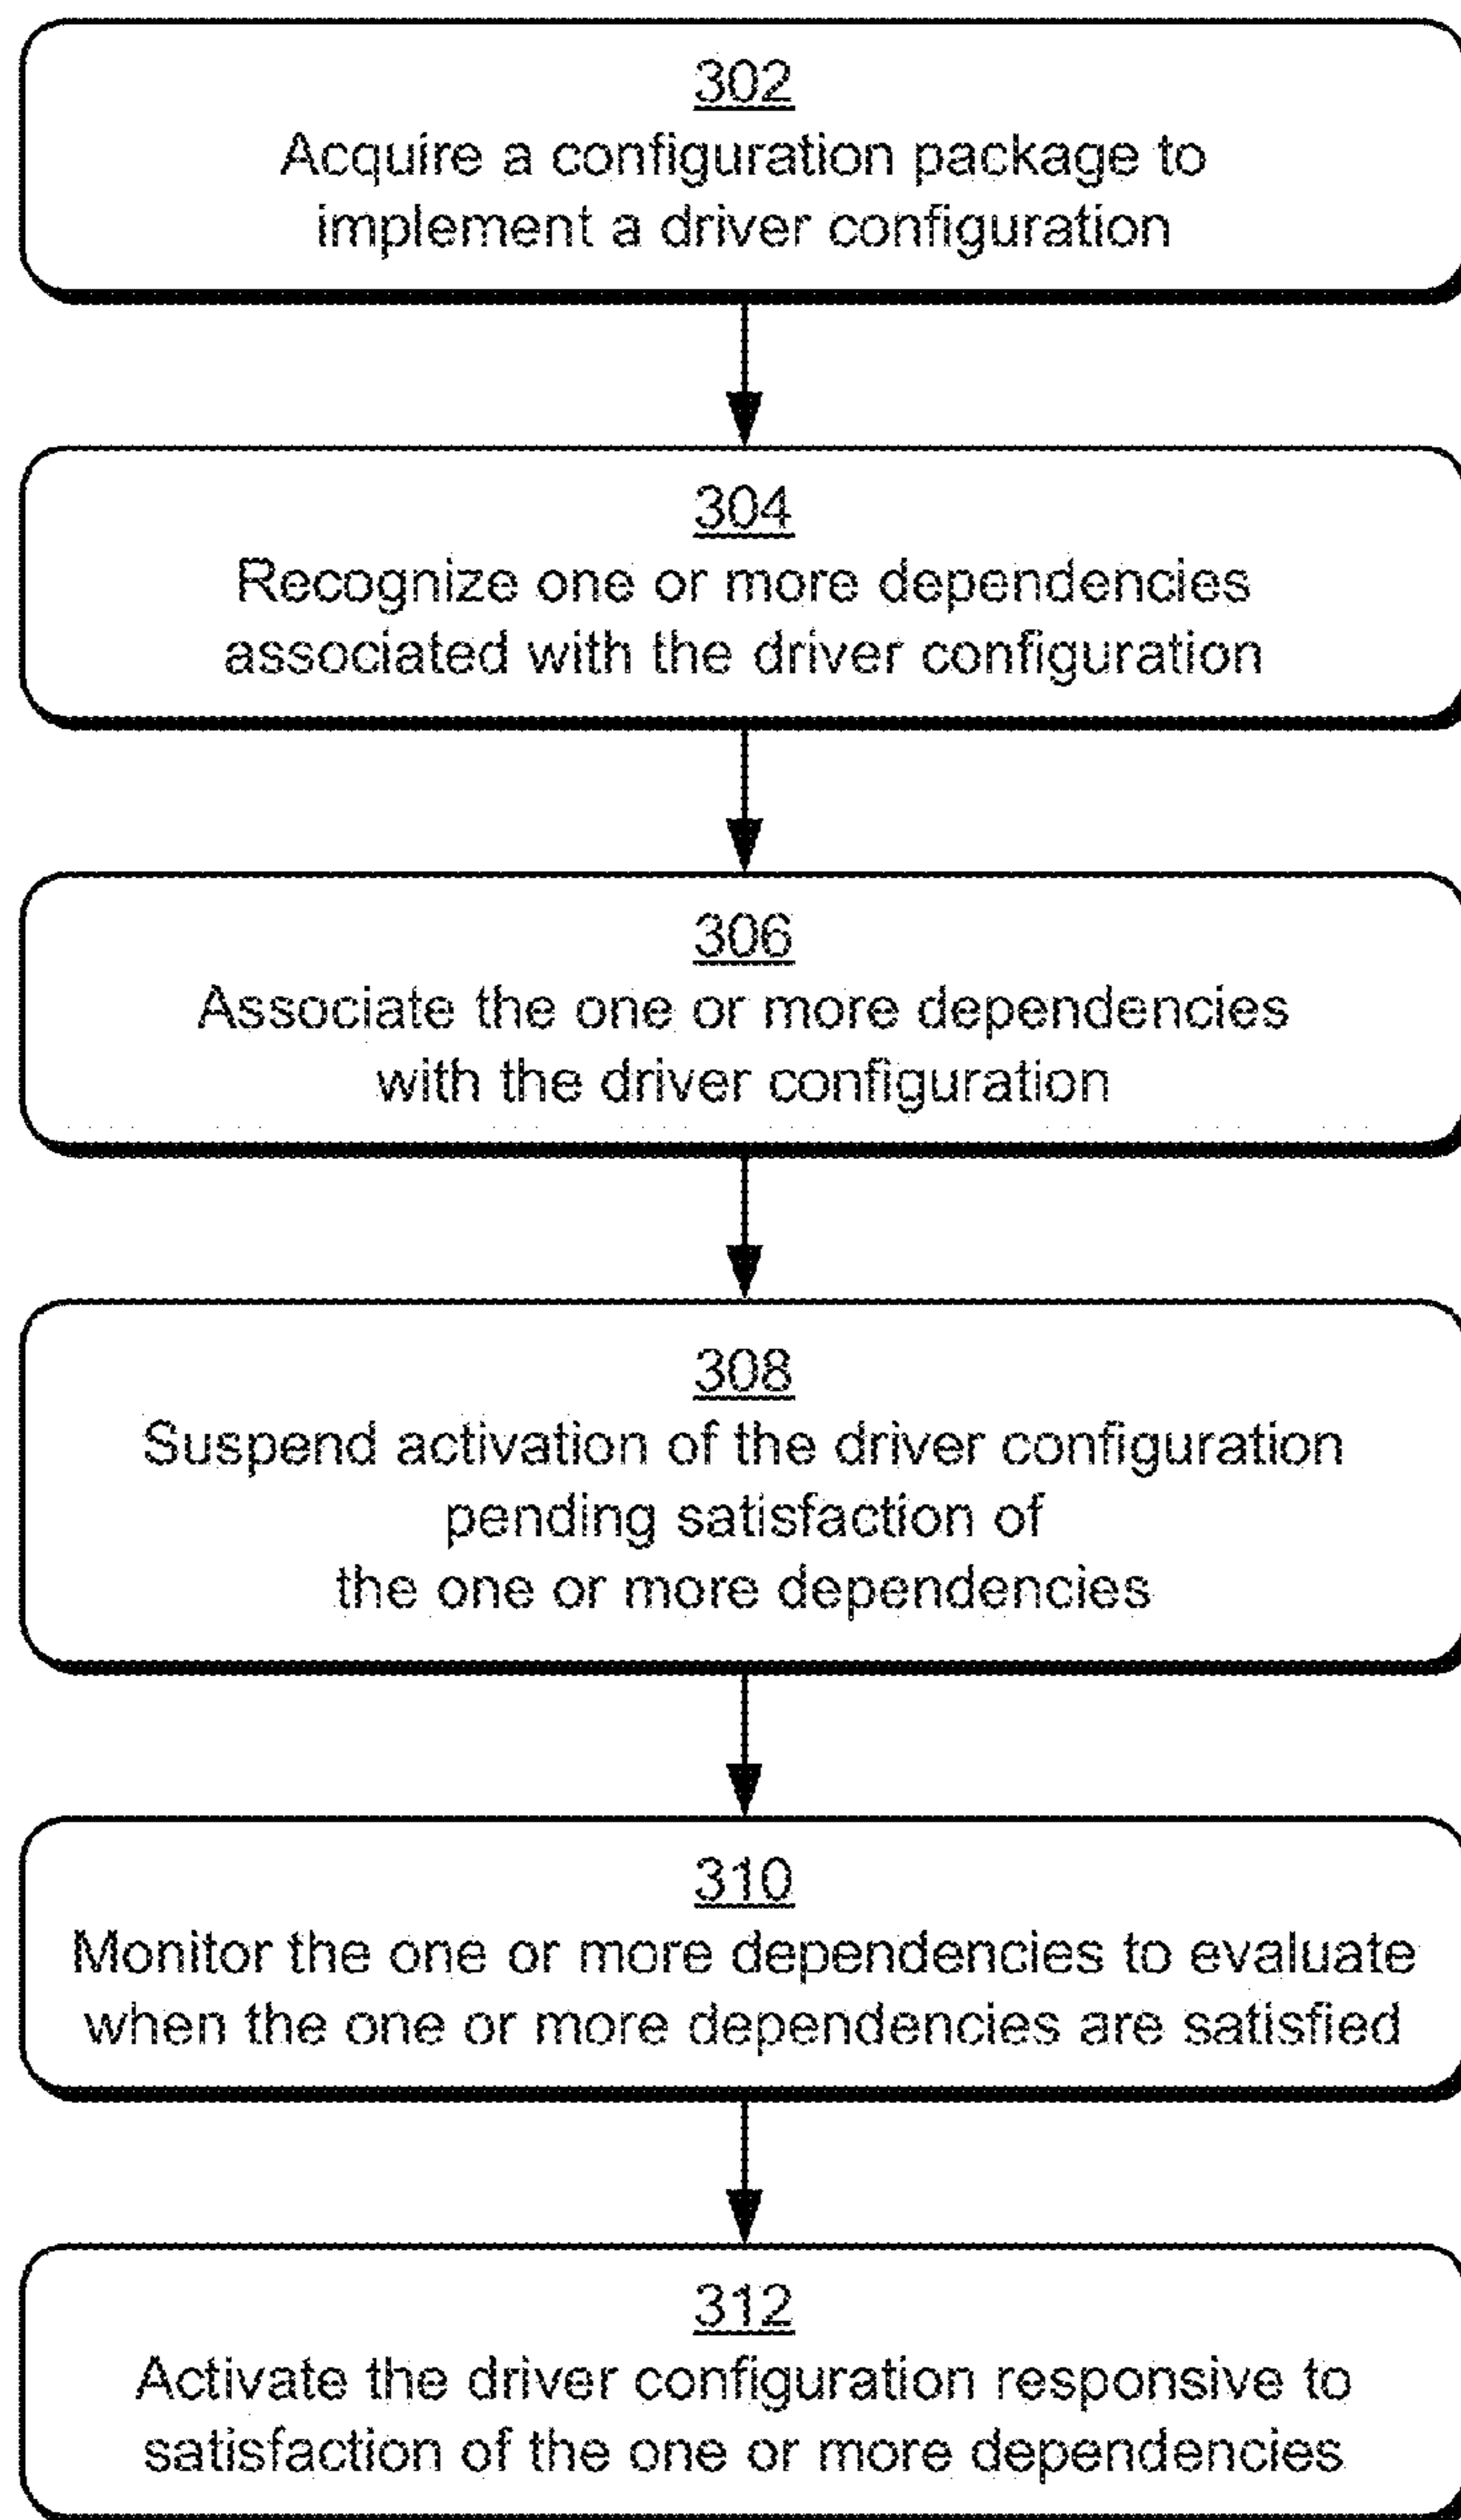 302
Acquire a configuration package to
implement a driver configuration
304
Recognize one or more dependencies
associated with the driver configuration
306
Associate the one or more dependencies
with the driver configuration
308
Suspend activation of the driver configuration
pending satisfaction of
the one or more dependencies
310
Monitor the one or more dependencies to evaluate
when the one or more dependencies are satisfied
312
Activate the driver configuration responsive to
satisfaction of the one or more dependencies